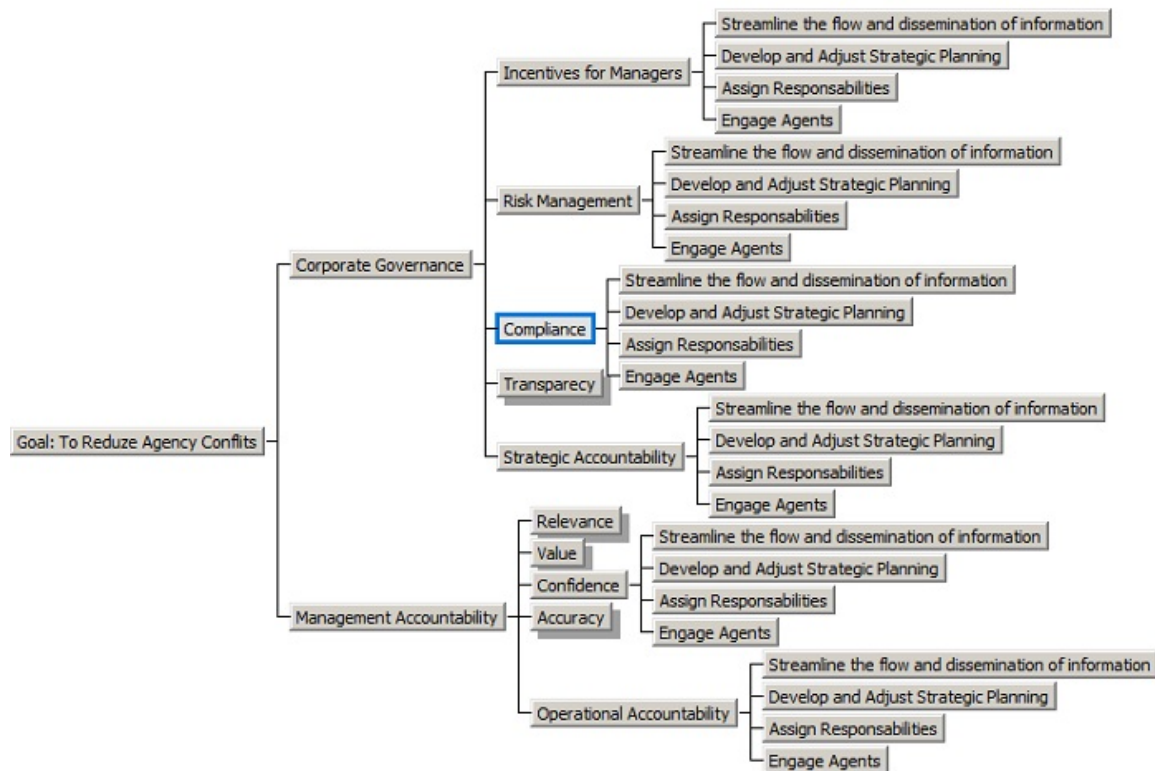 Streamline the flow and dissemination of information
Incentives for Managers
Develop and Adjust Strategic Planning
Assign Responsabilities
Engage Agents
Streamline the flow and dissemination of information
Risk Management
Develop and Adjust Strategic Planning
Assign Responsabilities
Engage Agents
Corporate Governance
Streamline the flow and dissemination of information
Compliance
Develop and Adjust Strategic Planning
Assign Responsabilities
Engage Agents
Transparecy
Goal: To Reduze Agency Conflits
Streamline the flow and dissemination of information
Develop and Adjust Strategic Planning
Strategic Accountability
Assign Responsabilities
Engage Agents
Management Accountability
Relevance
Value
Streamline the flow and dissemination of information
Confidence
Develop and Adjust Strategic Planning
Assign Responsabilities
Engage Agents
Accuracy
Streamline the flow and dissemination of information
Operational Accountability
Develop and Adjust Strategic Planning
Assign Responsabilities
Engage Agents